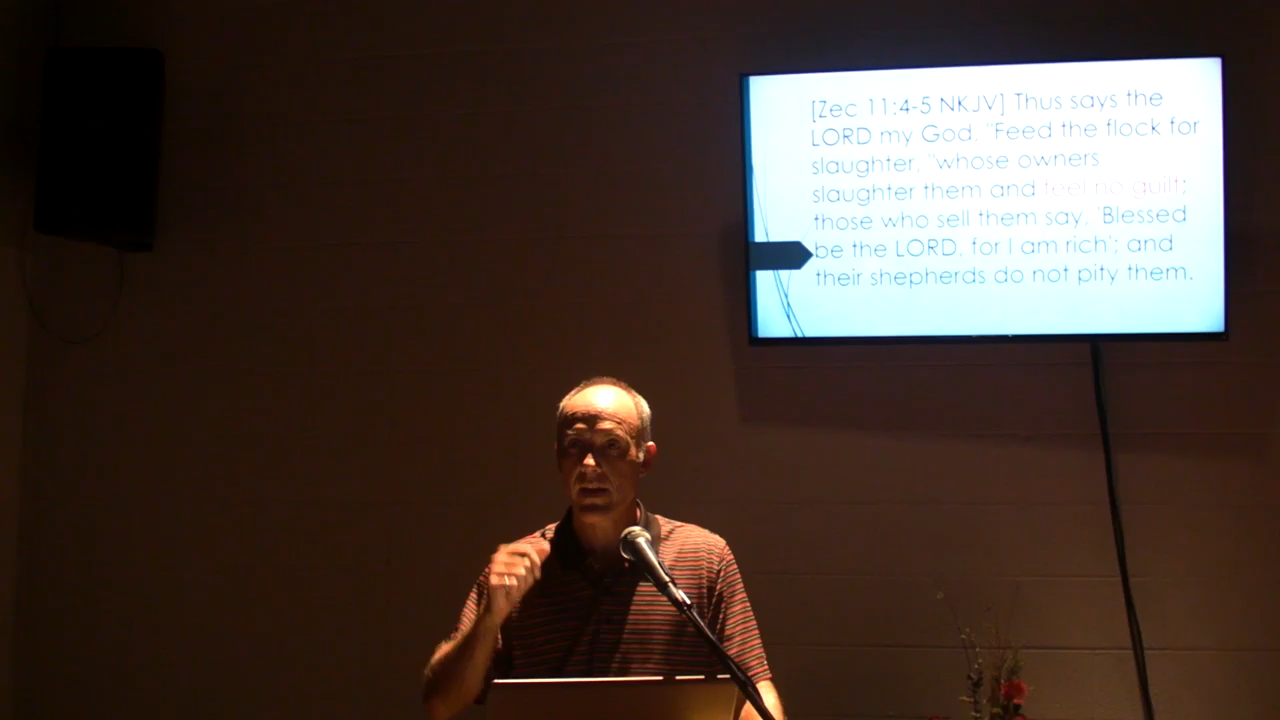 [Zec 11:4-5 NKJV] Thus says the
LORD my God, "Feed the flock for
slaughter, "whose owners
slaughter them and feel no guilt;
those who sell them say, 'Blessed
be the LORD, for I am rich'; and
their shepherds do not pity them.